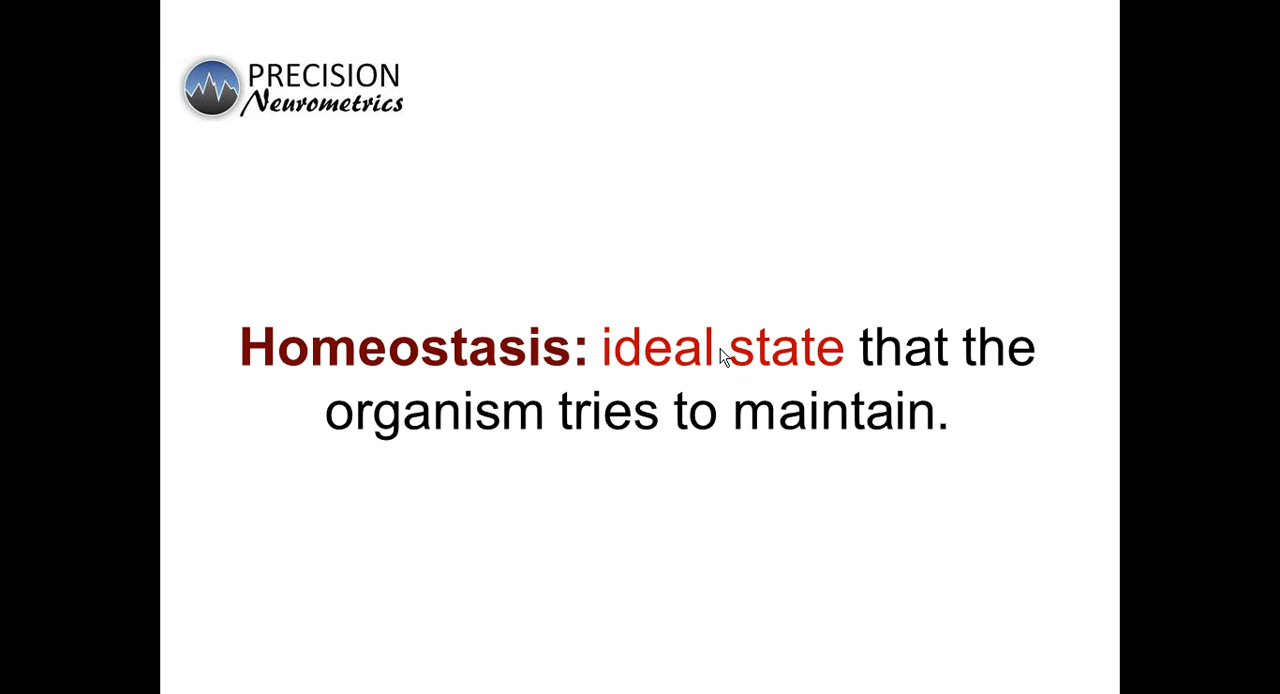 PRECISION
Neurometrics
Homeostasis: ideal state that the
organism tries to maintain.